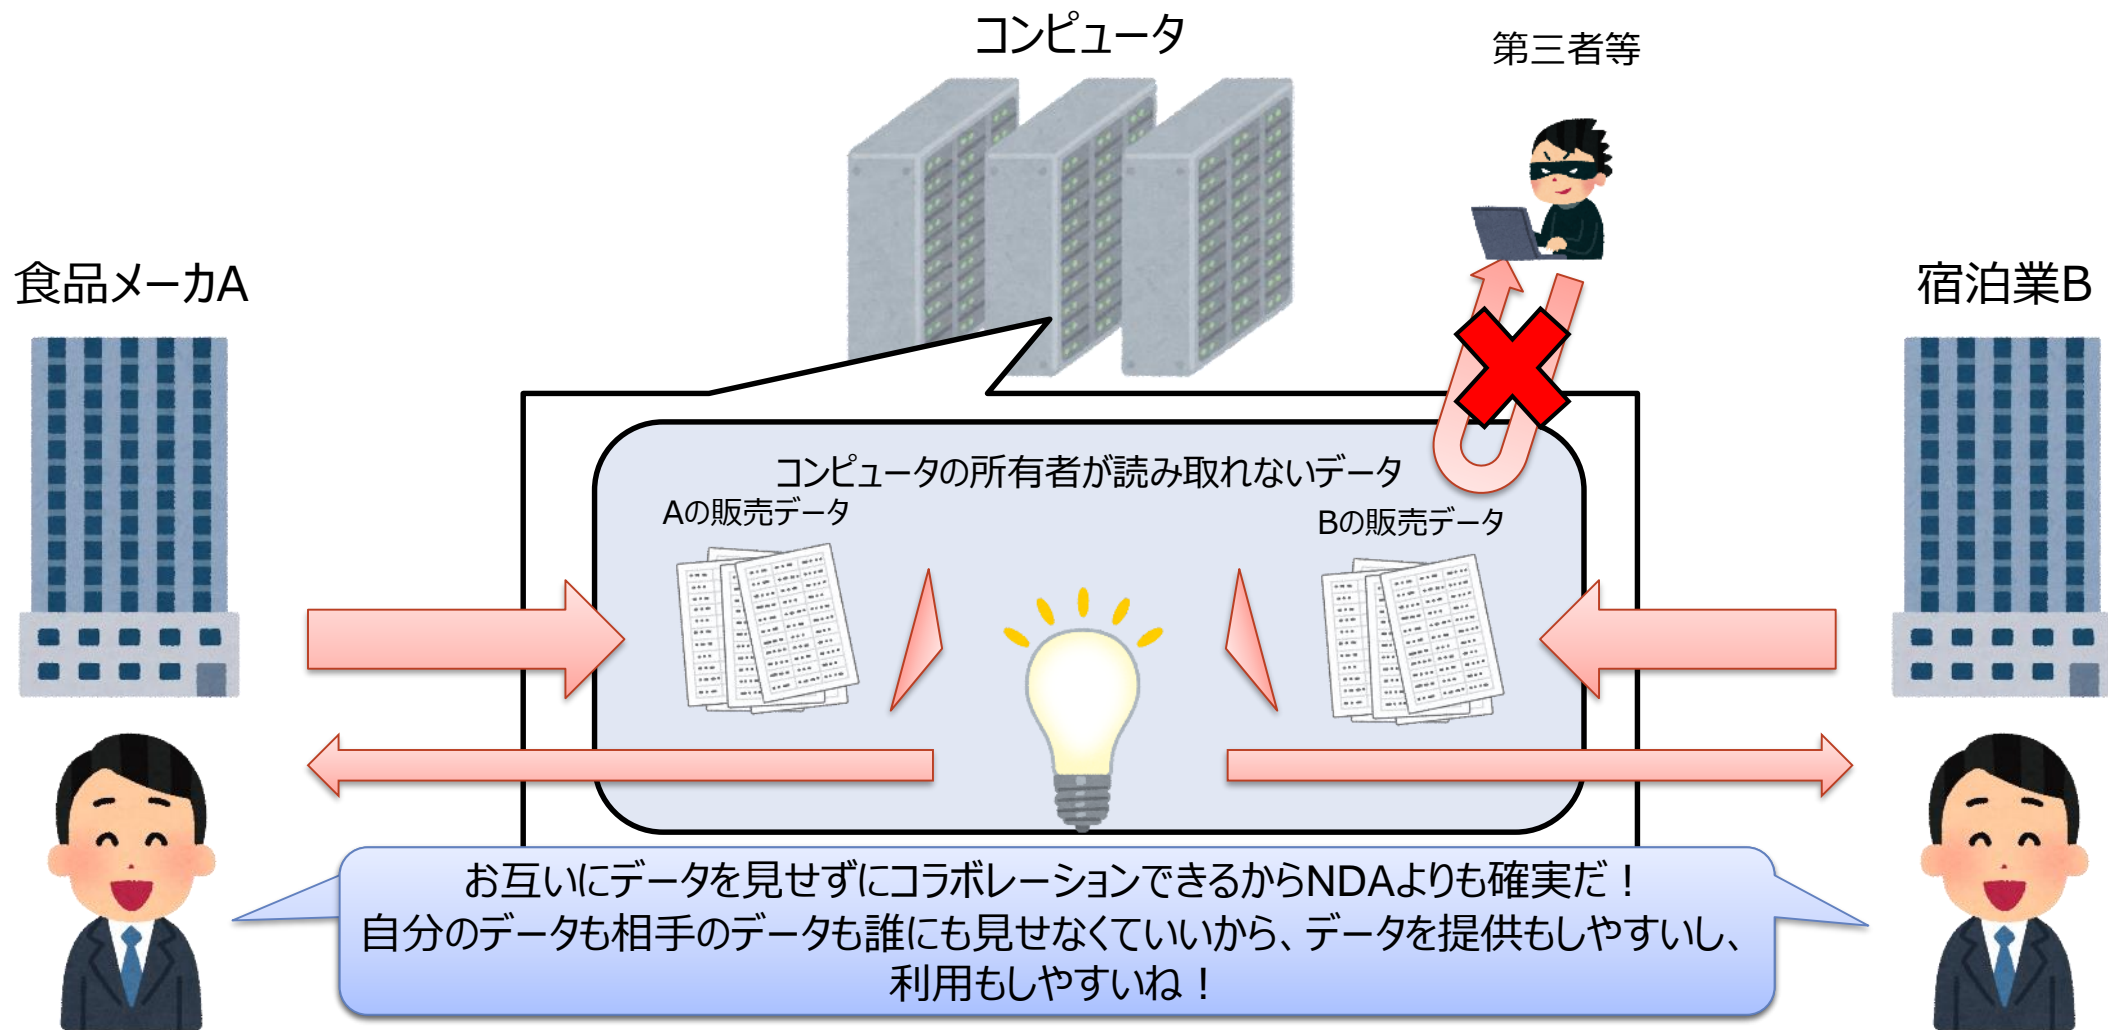 コンピュータ
第三者等
食品メーカA
宿泊業B
コンピュータの所有者が読み取れないデータ
Aの販売データ
Bの販売データ
お互いにデータを見せずにコラボレーションできるからNDAよりも確実だ！
自分のデータも相手のデータも誰にも見せなくていいから、データを提供もしやすいし、
利用もしやすいね！